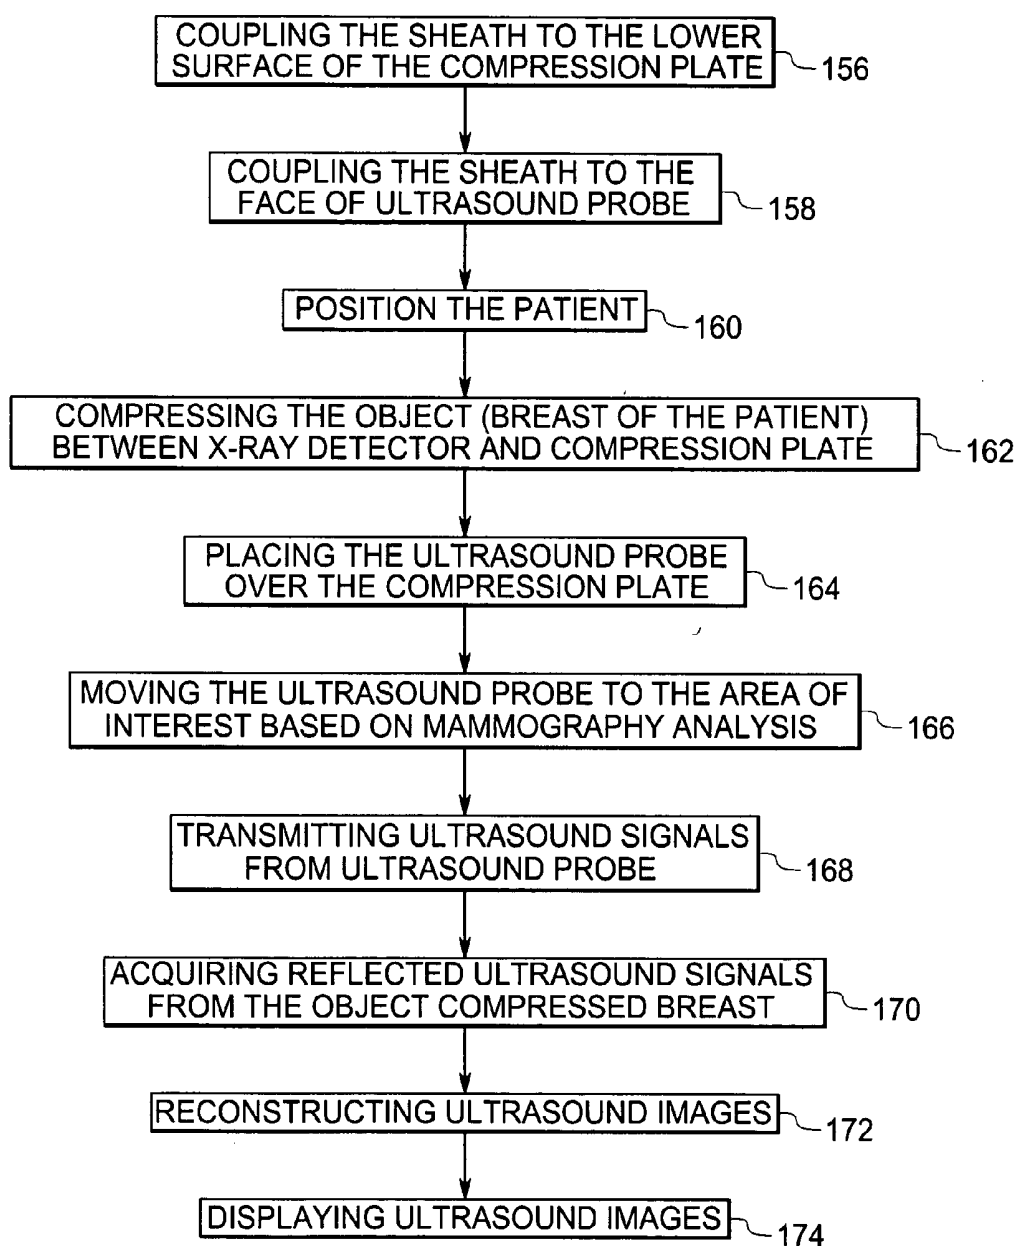 COUPLING THE SHEATH TO THE LOWER
SURFACE OF THE COMPRESSION PLATE
156
COUPLING THE SHEATH TO THE
FACE OF ULTRASOUND PROBE
158
POSITION THE PATIENT
160
COMPRESSING THE OBJECT (BREAST OF THE PATIENT)
BETWEEN X-RAY DETECTOR AND COMPRESSION PLATE
162
PLACING THE ULTRASOUND PROBE
OVER THE COMPRESSION PLATE
164
MOVING THE ULTRASOUND PROBE TO THE AREA OF
INTEREST BASED ON MAMMOGRAPHY ANALYSIS
166
TRANSMITTING ULTRASOUND SIGNALS
FROM ULTRASOUND PROBE
168
ACQUIRING REFLECTED ULTRASOUND SIGNALS
FROM THE OBJECT COMPRESSED BREAST
170
RECONSTRUCTING ULTRASOUND IMAGES
172
DISPLAYING ULTRASOUND IMAGES
174